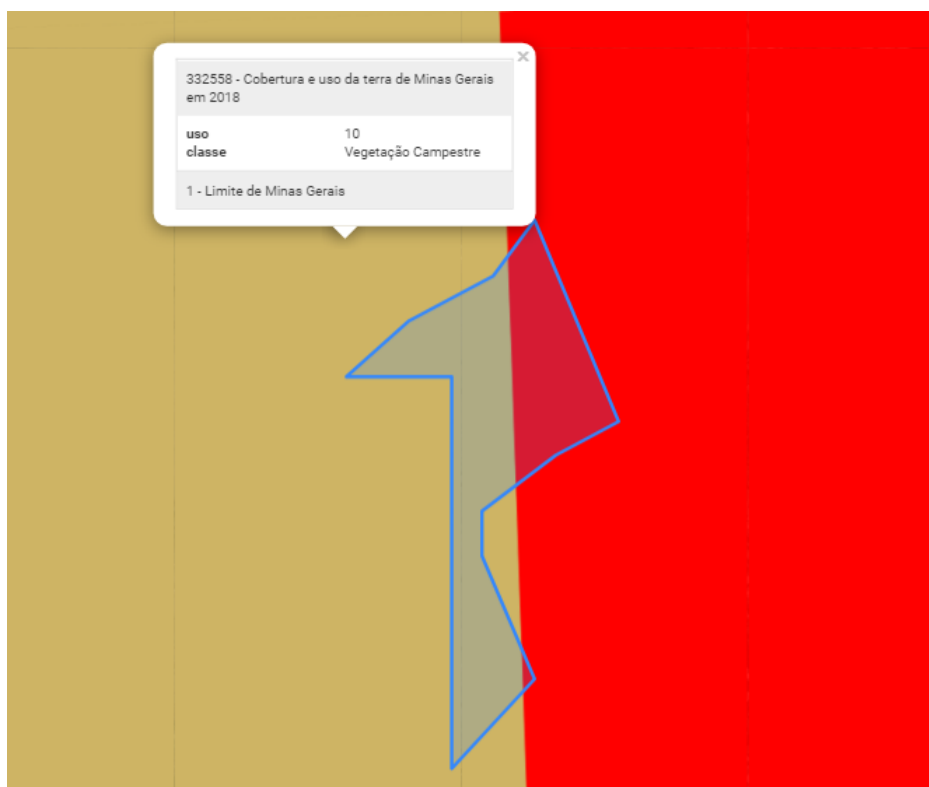 332558 - Cobertura e uso da terra de Minas Gerais
em 2018
uso 10
classe Vegetação Campestre
1 - Limite de Minas Gerais